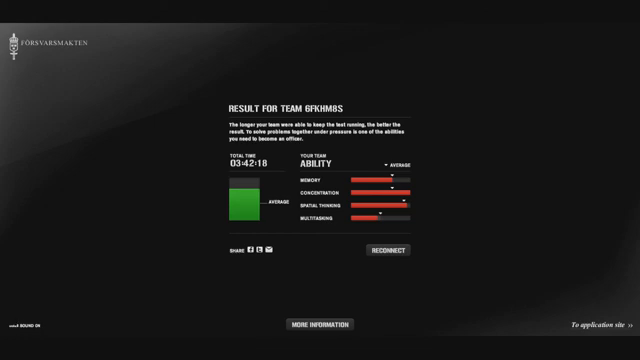 FÖRSVARSMAKTEN
RESULT FOR TEAM 6FKHM8S
The longer your team were able to keep the test running, the better the
result. To solve problems together under pressure is one of the abilities
you need to become an officer.
TOTAL TIME
03:42:18
YOUR TEAM
ABILITY
AVERAGE
MEMORY
CONCENTRATION
SPATIAL THINKING
MULTITASKING
AVERAGE
SHARE
RECONNECT
SOUND ON
MORE INFORMATION
To application site »